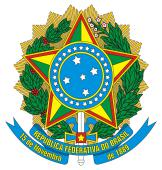 REPÚBLICA FEDERATIVA DO BRASIL
15 de Novembro de 1889